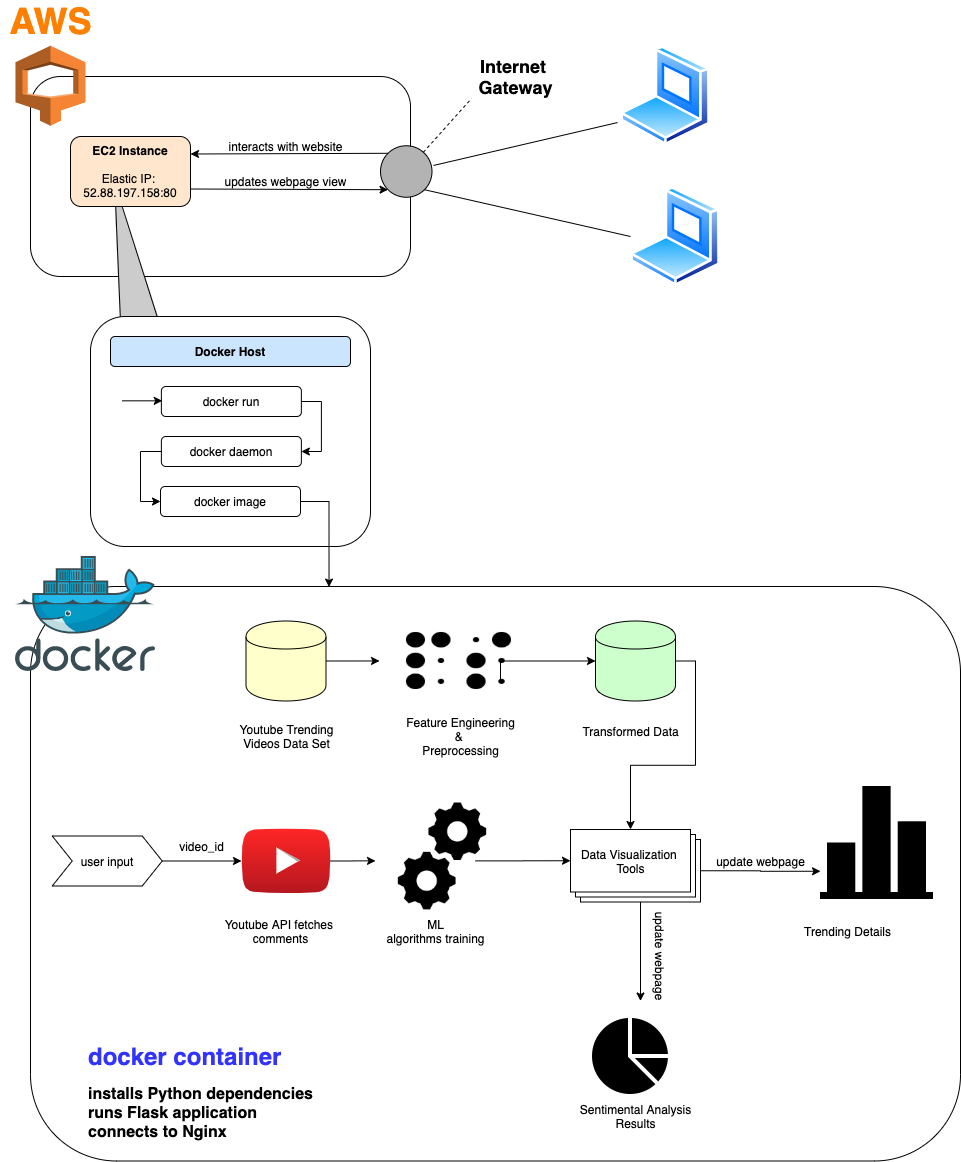 AWS
Internet
Gateway
EC2 Instance
Elastic IP:
52.88.197.158:80
interacts with website
updates webpage view
Docker Host
docker run
docker daemon
docker image
docker
Youtube Trending
Videos Data Set
Feature Engineering
&
Preprocessing
Transformed Data
user input
video_id
Youtube API fetches
comments
ML
algorithms training
Data Visualization
Tools
update webpage
Trending Details
update webpage
Sentimental Analysis
Results
docker container
installs Python dependencies
runs Flask application
connects to Nginx